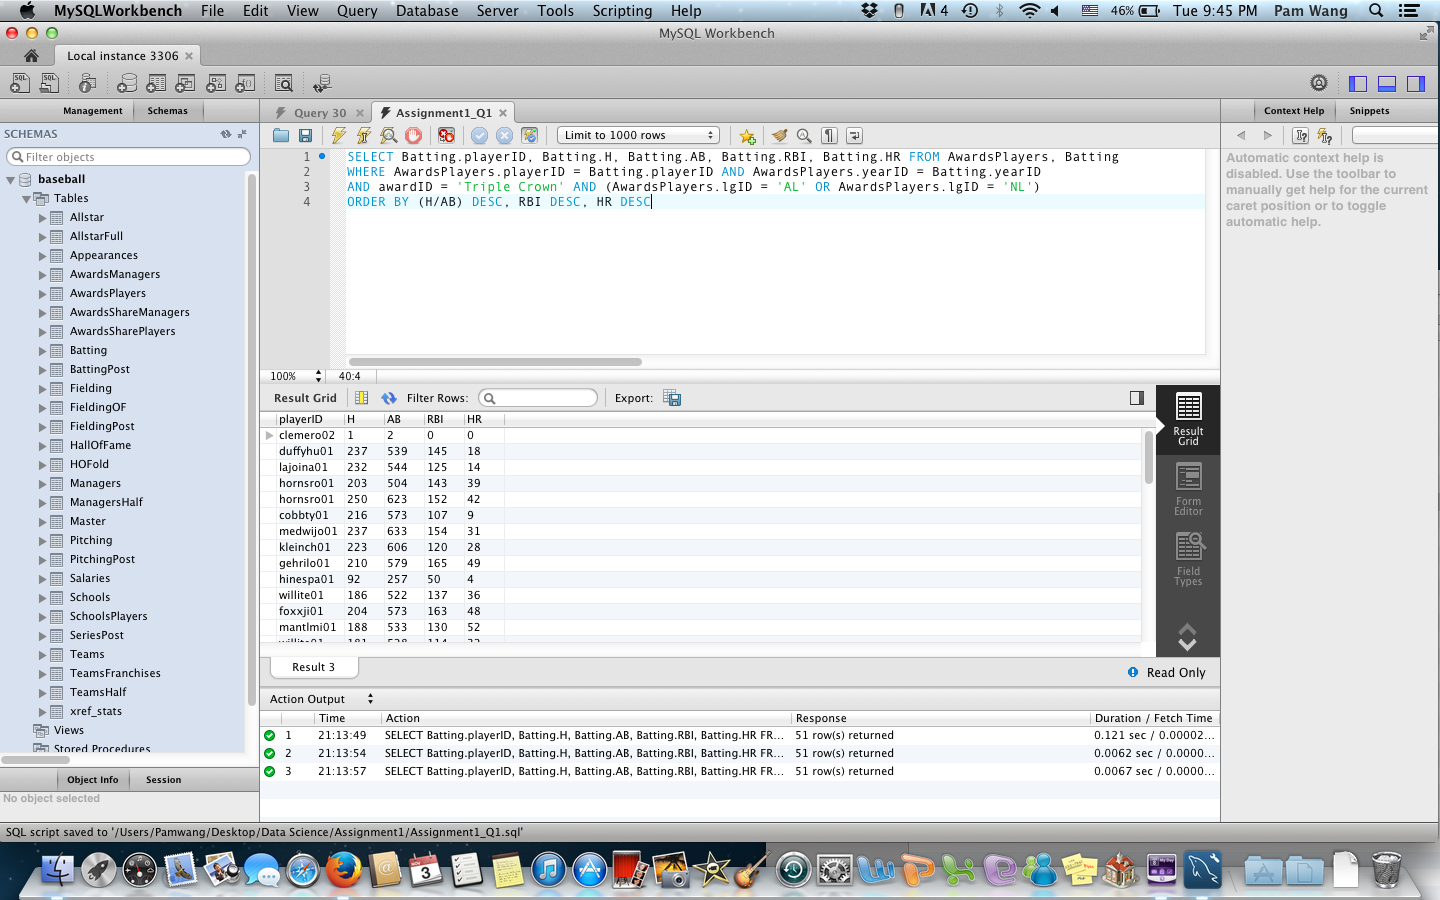 MySQLWorkbench File Edit View Query Database Server Tools Scripting Help 4 46% Tue 9:45 PM Pam Wang
MySQL Workbench
Local instance 3306
Management Schemas
SCHEMAS
Filter objects
baseball
Tables
Allstar
AllstarFull
Appearances
AwardsManagers
AwardsPlayers
AwardsShareManagers
AwardsSharePlayers
Batting
BattingPost
Fielding
FieldingOF
FieldingPost
HallOfFame
HOFold
Managers
ManagersHalf
Master
Pitching
PitchingPost
Salaries
Schools
SchoolsPlayers
SeriesPost
Teams
TeamsFranchises
TeamsHalf
xref_stats
Views
Stored Procedures
Object Info Session
No object selected
Query 30 Assignment1_Q1
Limit to 1000 rows
1 SELECT Batting.playerID, Batting.H, Batting.AB, Batting.RBI, Batting.HR FROM AwardsPlayers, Batting
2 WHERE AwardsPlayers.playerID = Batting.playerID AND AwardsPlayers.yearID = Batting.yearID
3 AND awardID = 'Triple Crown' AND (AwardsPlayers.lgID = 'AL' OR AwardsPlayers.lgID = 'NL')
4 ORDER BY (H/AB) DESC, RBI DESC, HR DESC
100% 40:4
Result Grid Filter Rows: Export:
playerID H AB RBI HR
clemero02 1 2 0 0
duffyhu01 237 539 145 18
lajoina01 232 544 125 14
hornsro01 203 504 143 39
hornsro01 250 623 152 42
cobbty01 216 573 107 9
medwijo01 237 633 154 31
kleinch01 223 606 120 28
gehrilo01 210 579 165 49
hinespa01 92 257 50 4
willite01 186 522 137 36
foxxji01 204 573 163 48
mantlmi01 188 533 130 52
Result
Grid
Form
Editor
Field
Types
Result 3
Read Only
Action Output
Time Action Response Duration / Fetch Time
1 21:13:49 SELECT Batting.playerID, Batting.H, Batting.AB, Batting.RBI, Batting.HR FR... 51 row(s) returned 0.121 sec / 0.00002...
2 21:13:54 SELECT Batting.playerID, Batting.H, Batting.AB, Batting.RBI, Batting.HR FR... 51 row(s) returned 0.0062 sec / 0.0000...
3 21:13:57 SELECT Batting.playerID, Batting.H, Batting.AB, Batting.RBI, Batting.HR FR... 51 row(s) returned 0.0067 sec / 0.0000...
Context Help Snippets
Automatic context help is
disabled. Use the toolbar to
manually get help for the current
caret position or to toggle
automatic help.
SQL script saved to '/Users/Pamwang/Desktop/Data Science/Assignment1/Assignment1_Q1.sql'
NOV
3